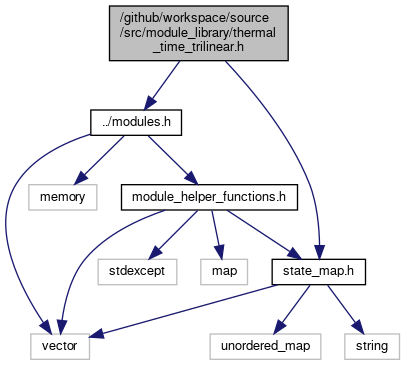 /github/workspace/source
/src/module_library/thermal
_time_trilinear.h
../modules.h
memory
module_helper_functions.h
stdexcept
map
state_map.h
vector
unordered_map
string